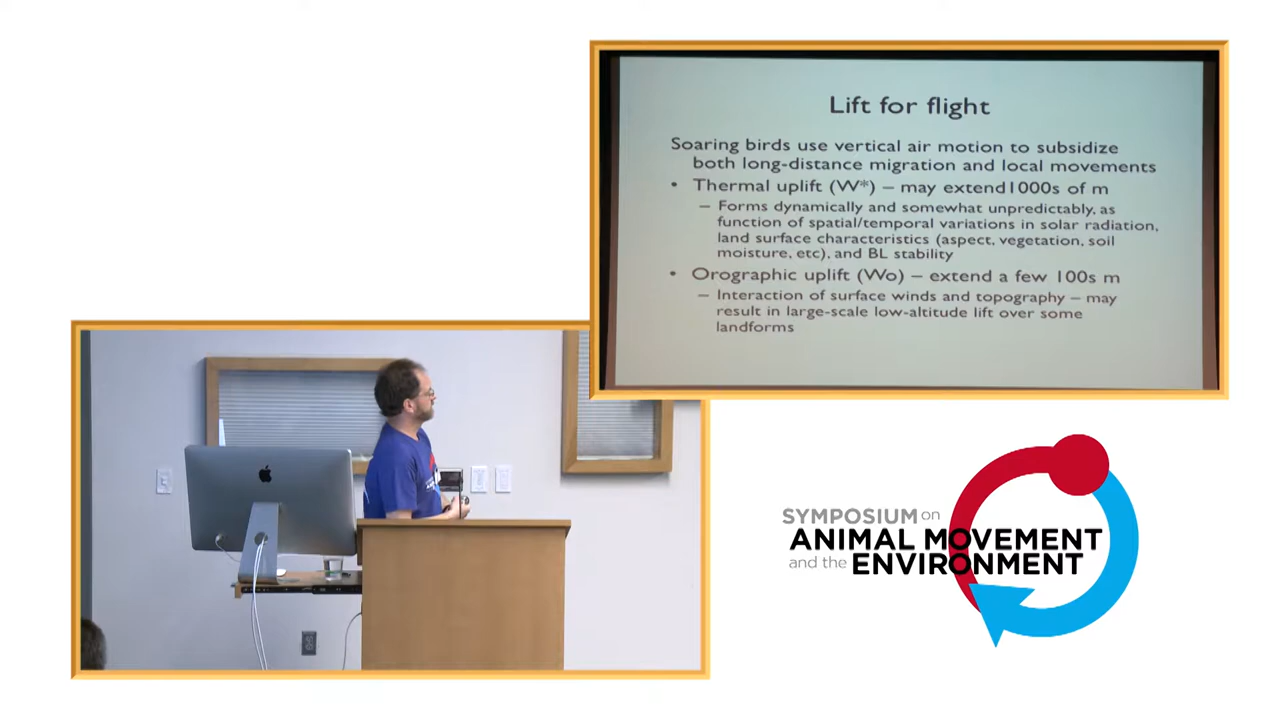 Lift for flight
Soaring birds use vertical air motion to subsidize
both long-distance migration and local movements
• Thermal uplift (W*) – may extend1000s of m
– Forms dynamically and somewhat unpredictably, as
function of spatial/temporal variations in solar radiation,
land surface characteristics (aspect, vegetation, soil
moisture, etc), and BL stability
• Orographic uplift (Wo) – extend a few 100s m
– Interaction of surface winds and topography – may
result in large-scale low-altitude lift over some
landforms
SYMPOSIUM on
ANIMAL MOVEMENT
and the ENVIRONMENT